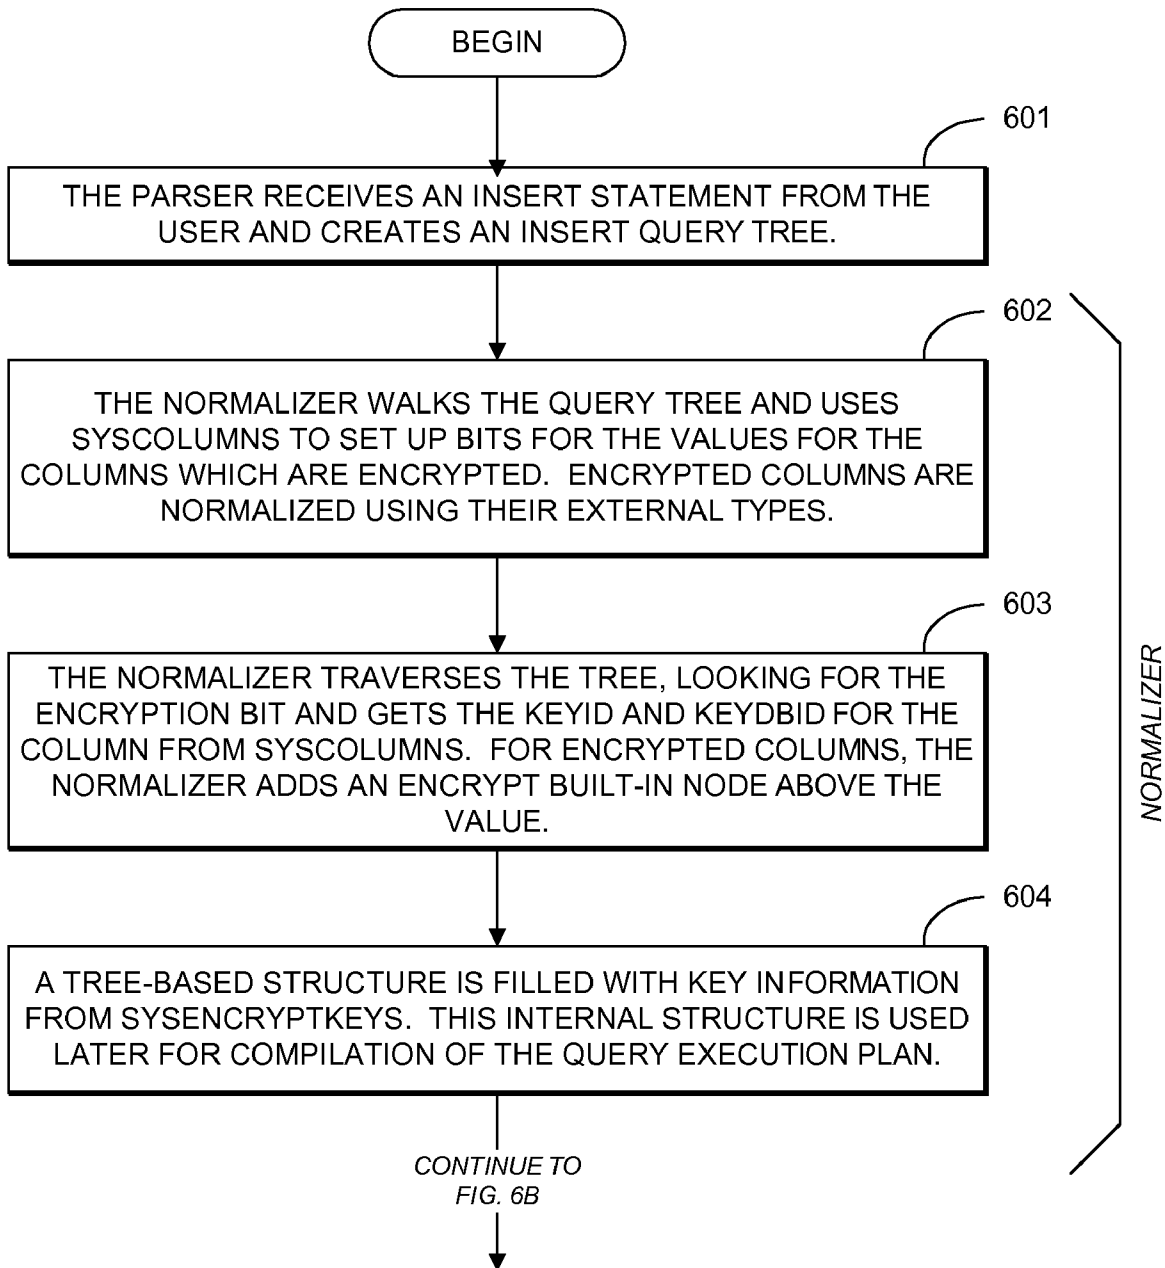 BEGIN
601
THE PARSER RECEIVES AN INSERT STATEMENT FROM THE
USER AND CREATES AN INSERT QUERY TREE.
602
THE NORMALIZER WALKS THE QUERY TREE AND USES
SYSCOLUMNS TO SET UP BITS FOR THE VALUES FOR THE
COLUMNS WHICH ARE ENCRYPTED. ENCRYPTED COLUMNS ARE
NORMALIZED USING THEIR EXTERNAL TYPES.
603
THE NORMALIZER TRAVERSES THE TREE, LOOKING FOR THE
ENCRYPTION BIT AND GETS THE KEYID AND KEYDBID FOR THE
COLUMN FROM SYSCOLUMNS. FOR ENCRYPTED COLUMNS, THE
NORMALIZER ADDS AN ENCRYPT BUILT-IN NODE ABOVE THE
VALUE.
NORMALIZER
604
A TREE-BASED STRUCTURE IS FILLED WITH KEY INFORMATION
FROM SYSENCRYPTKEYS. THIS INTERNAL STRUCTURE IS USED
LATER FOR COMPILATION OF THE QUERY EXECUTION PLAN.
CONTINUE TO
FIG. 6B